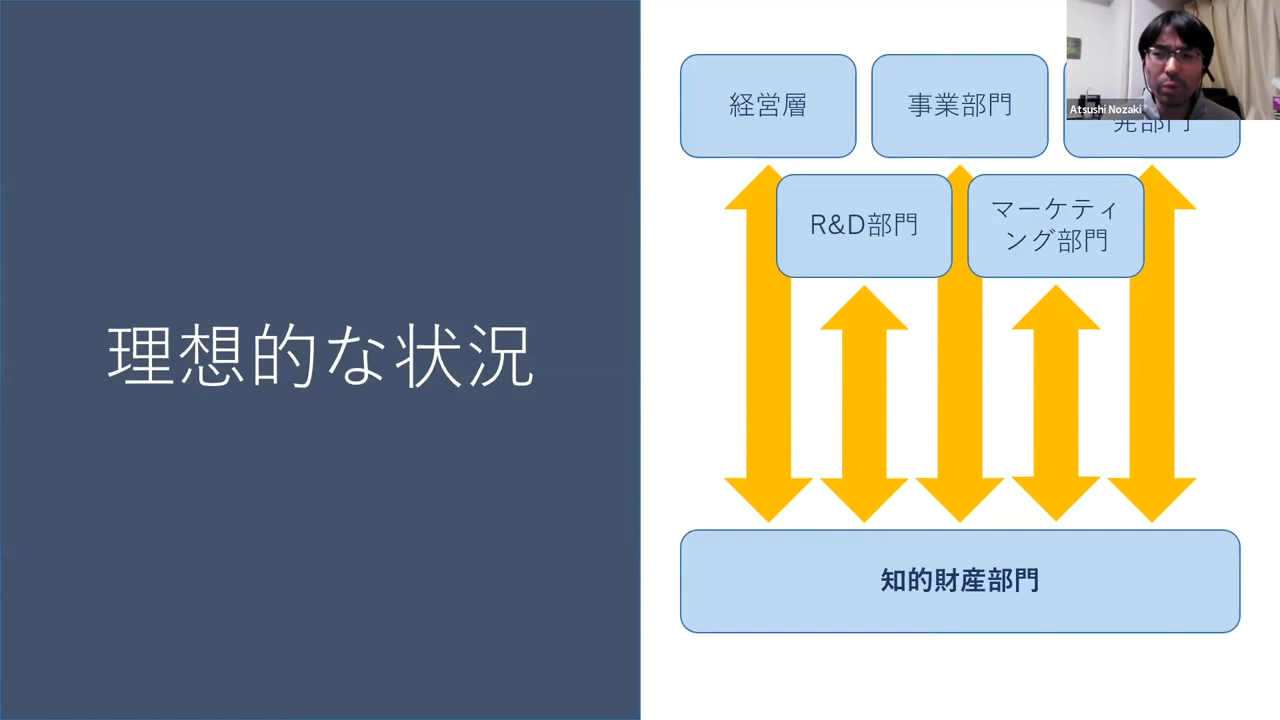 理想的な状況
経営層
事業部門
発部門
R&D部門
マーケティ
ング部門
知的財産部門
Atsushi Nozaki